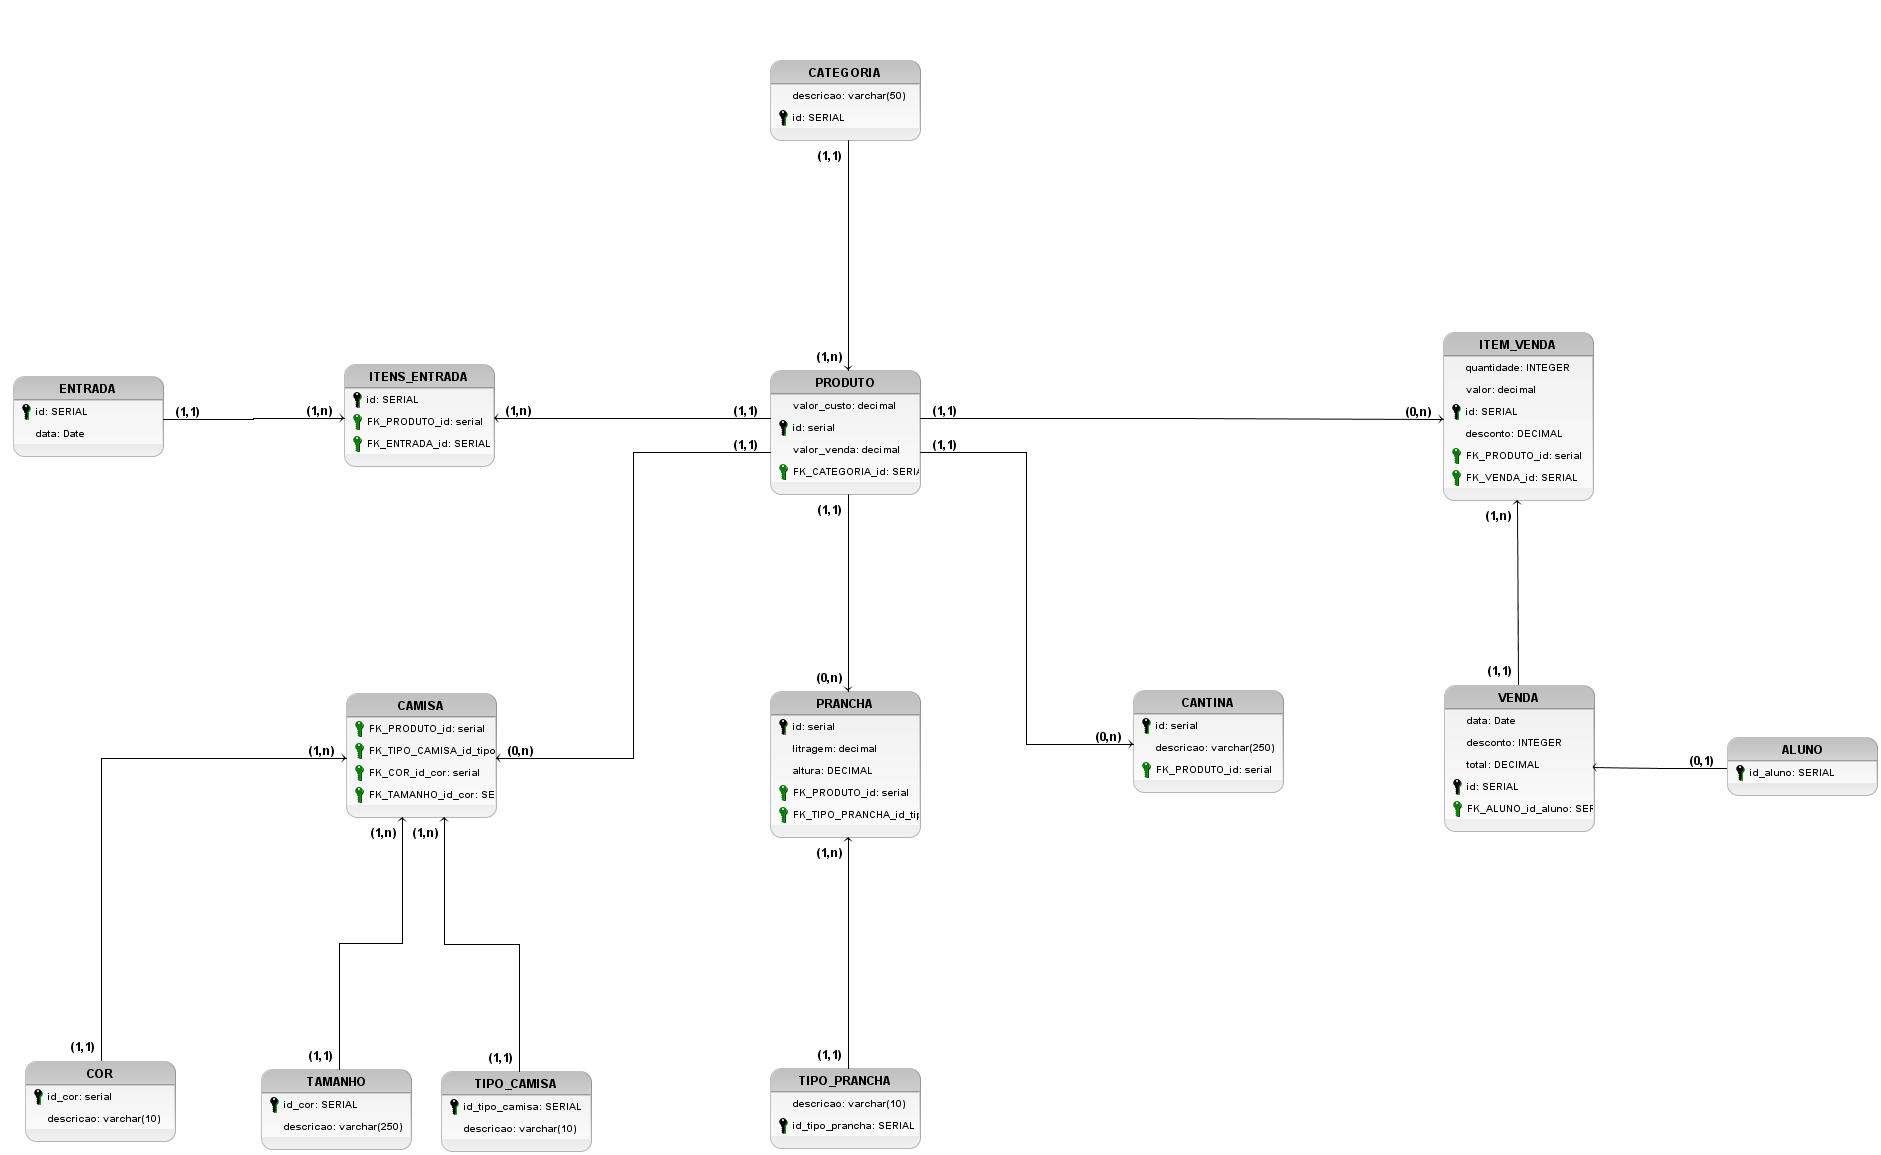 CATEGORIA
descricao: varchar(50)
id: SERIAL
(1,1)
(1,n)
PRODUTO
valor_custo: decimal
id: serial
valor_venda: decimal
FK_CATEGORIA_id: SERIA
(1,1)
(1,1)
(1,1)
(1,1)
(1,1)
ENTRADA
id: SERIAL
data: Date
(1,1)
(1,n)
ITENS_ENTRADA
id: SERIAL
FK_PRODUTO_id: serial
FK_ENTRADA_id: SERIAL
(1,n)
(0,n)
ITEM_VENDA
quantidade: INTEGER
valor: decimal
id: SERIAL
desconto: DECIMAL
FK_PRODUTO_id: serial
FK_VENDA_id: SERIAL
(1,n)
(1,1)
VENDA
data: Date
desconto: INTEGER
total: DECIMAL
id: SERIAL
FK_ALUNO_id_aluno: SER
(0,1)
ALUNO
id_aluno: SERIAL
CAMISA
FK_PRODUTO_id: serial
FK_TIPO_CAMISA_id_tipo
FK_COR_id_cor: serial
FK_TAMANHO_id_cor: SE
(1,n)
(0,n)
(1,n)
(1,n)
(0,n)
PRANCHA
id: serial
litragem: decimal
altura: DECIMAL
FK_PRODUTO_id: serial
FK_TIPO_PRANCHA_id_tip
(1,n)
(0,n)
CANTINA
id: serial
descricao: varchar(250)
FK_PRODUTO_id: serial
(1,1)
COR
id_cor: serial
descricao: varchar(10)
(1,1)
TAMANHO
id_cor: SERIAL
descricao: varchar(250)
(1,1)
TIPO_CAMISA
id_tipo_camisa: SERIAL
descricao: varchar(10)
(1,1)
TIPO_PRANCHA
descricao: varchar(10)
id_tipo_prancha: SERIAL